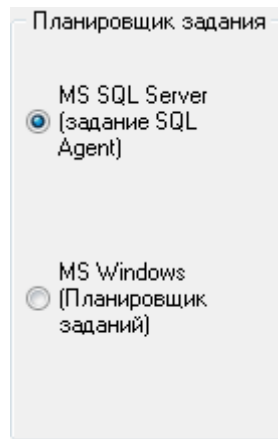 Планировщик задания
MS SQL Server
(задание SQL
Agent)
MS Windows
(Планировщик
заданий)